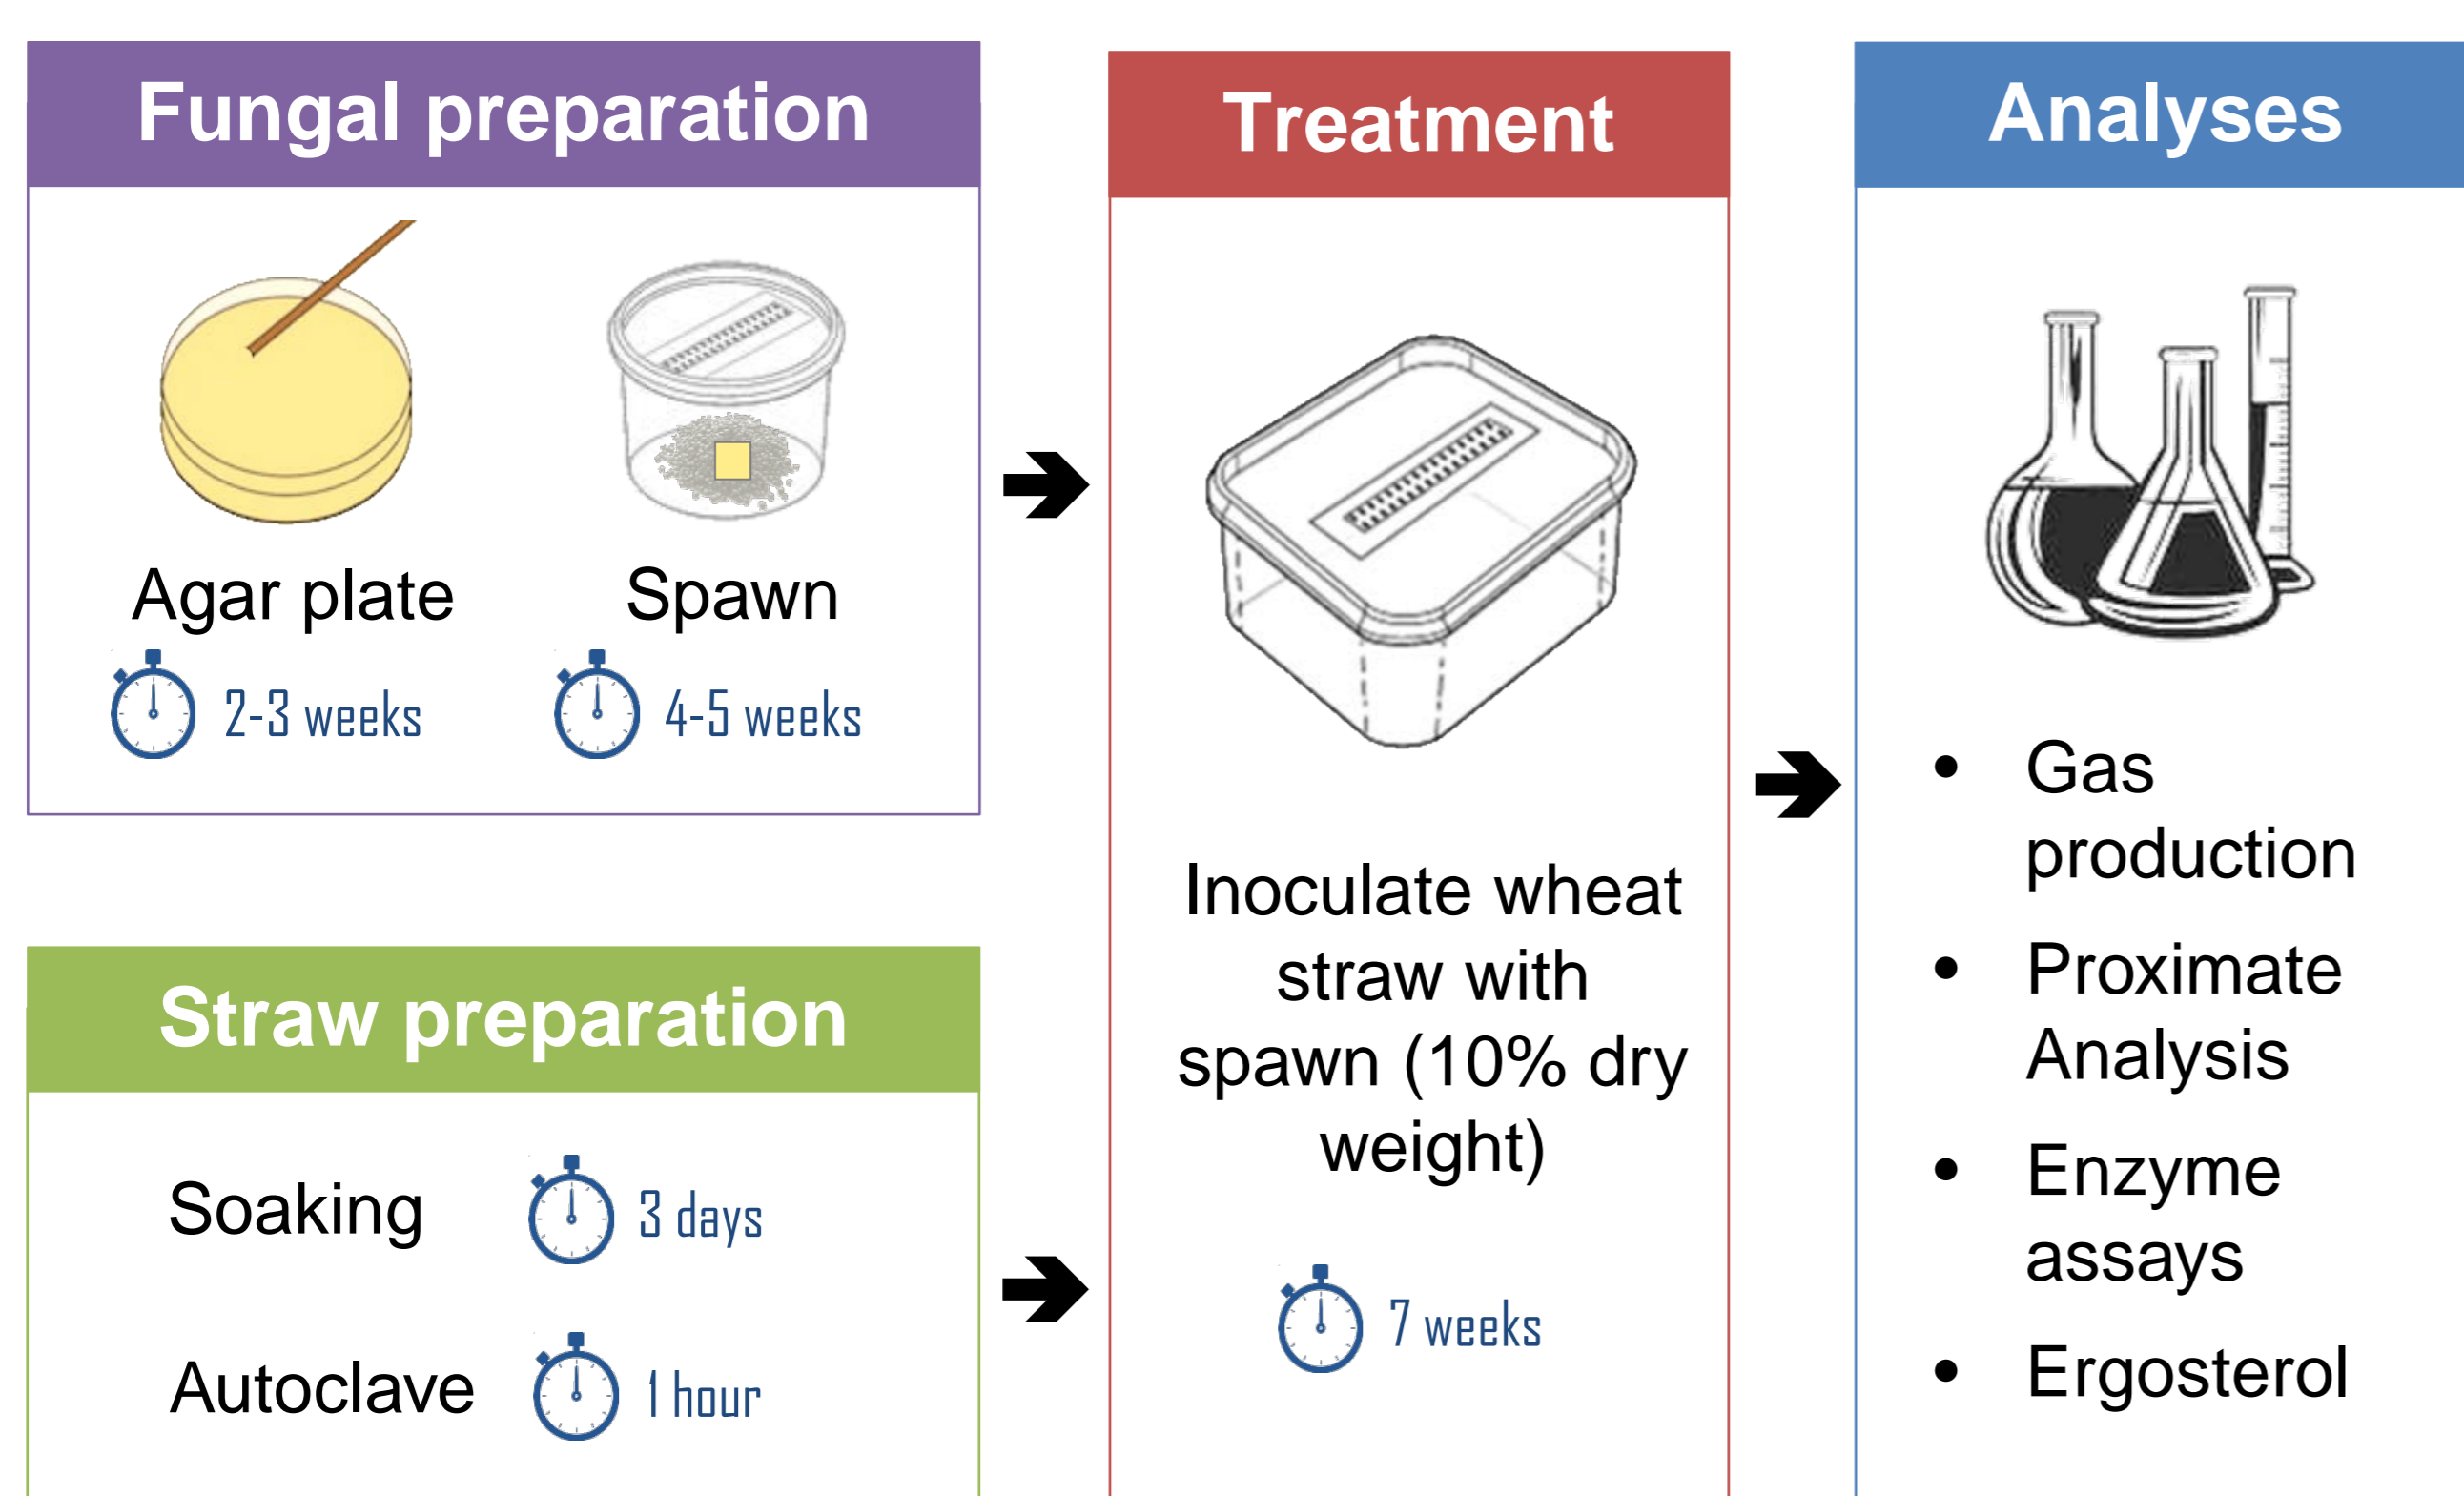 Fungal preparation
Agar plate
2-3 weeks
Spawn
4-5 weeks
Straw preparation
Soaking
3 days
Autoclave
1 hour
Treatment
Inoculate wheat
straw with
spawn (10% dry
weight)
7 weeks
Analyses
• Gas
production
• Proximate
Analysis
• Enzyme
assays
• Ergosterol